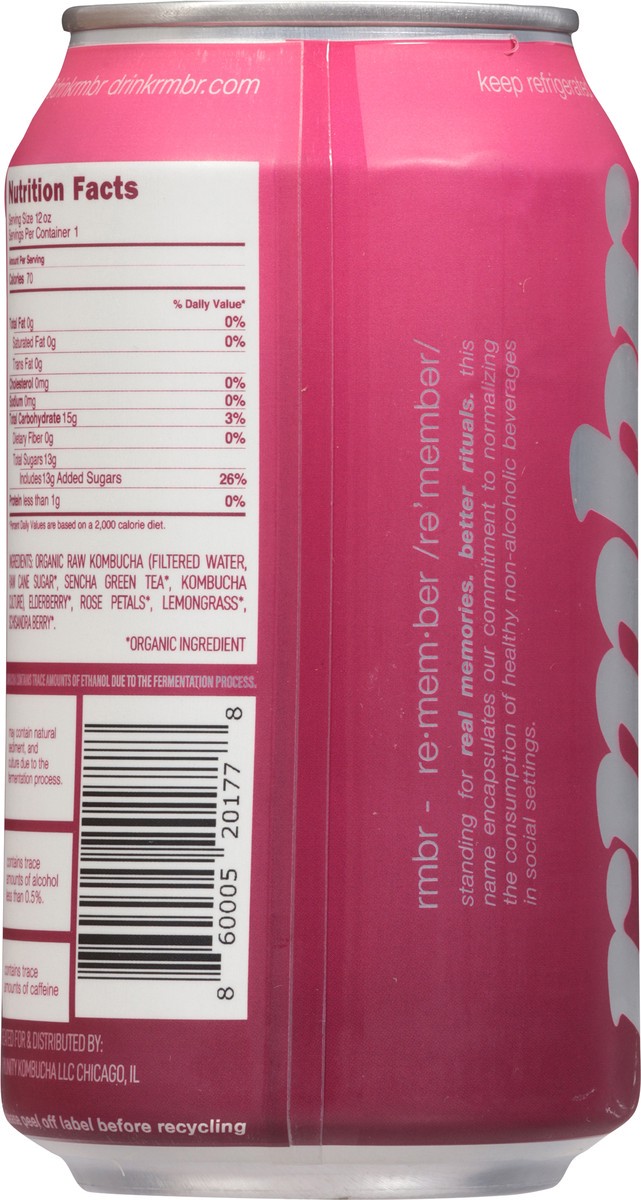 drinkrmbr drinkrmbr.com
keep refrigerated,
Nutrition Facts
Serving Size 12 oz
Servings Per Container 1
Amount Per Serving
Calories 70
% Daily Value*
Total Fat 0g 0%
Saturated Fat 0g 0%
Trans Fat 0g
Cholesterol 0mg 0%
Sodium 0mg 0%
Total Carbohydrate 15g 3%
Dietary Fiber 0g 0%
Total Sugars 13g
Includes 13g Added Sugars 26%
Protein less than 1g 0%
*Percent Daily Values are based on a 2,000 calorie diet.
INGREDIENTS: ORGANIC RAW KOMBUCHA (FILTERED WATER,
RAW CANE SUGAR*, SENCHA GREEN TEA*, KOMBUCHA
CULTURE), ELDERBERRY*, ROSE PETALS*, LEMONGRASS*,
SCHISANDRA BERRY*.
*ORGANIC INGREDIENT
CONTAINS TRACE AMOUNTS OF ETHANOL DUE TO THE FERMENTATION PROCESS.
may contain natural
sediment, and
culture due to the
fermentation process.
contains trace
amounts of alcohol
less than 0.5%.
contains trace
amounts of caffeine
8 60005 20177 8
& DISTRIBUTED BY:
KOMBUCHA LLC CHICAGO, IL
peel off label before recycling
rmbr - re·mem·ber /rə'membər/
standing for real memories. better rituals. this
name encapsulates our commitment to normalizing
the consumption of healthy non-alcoholic beverages
in social settings.
rmbr